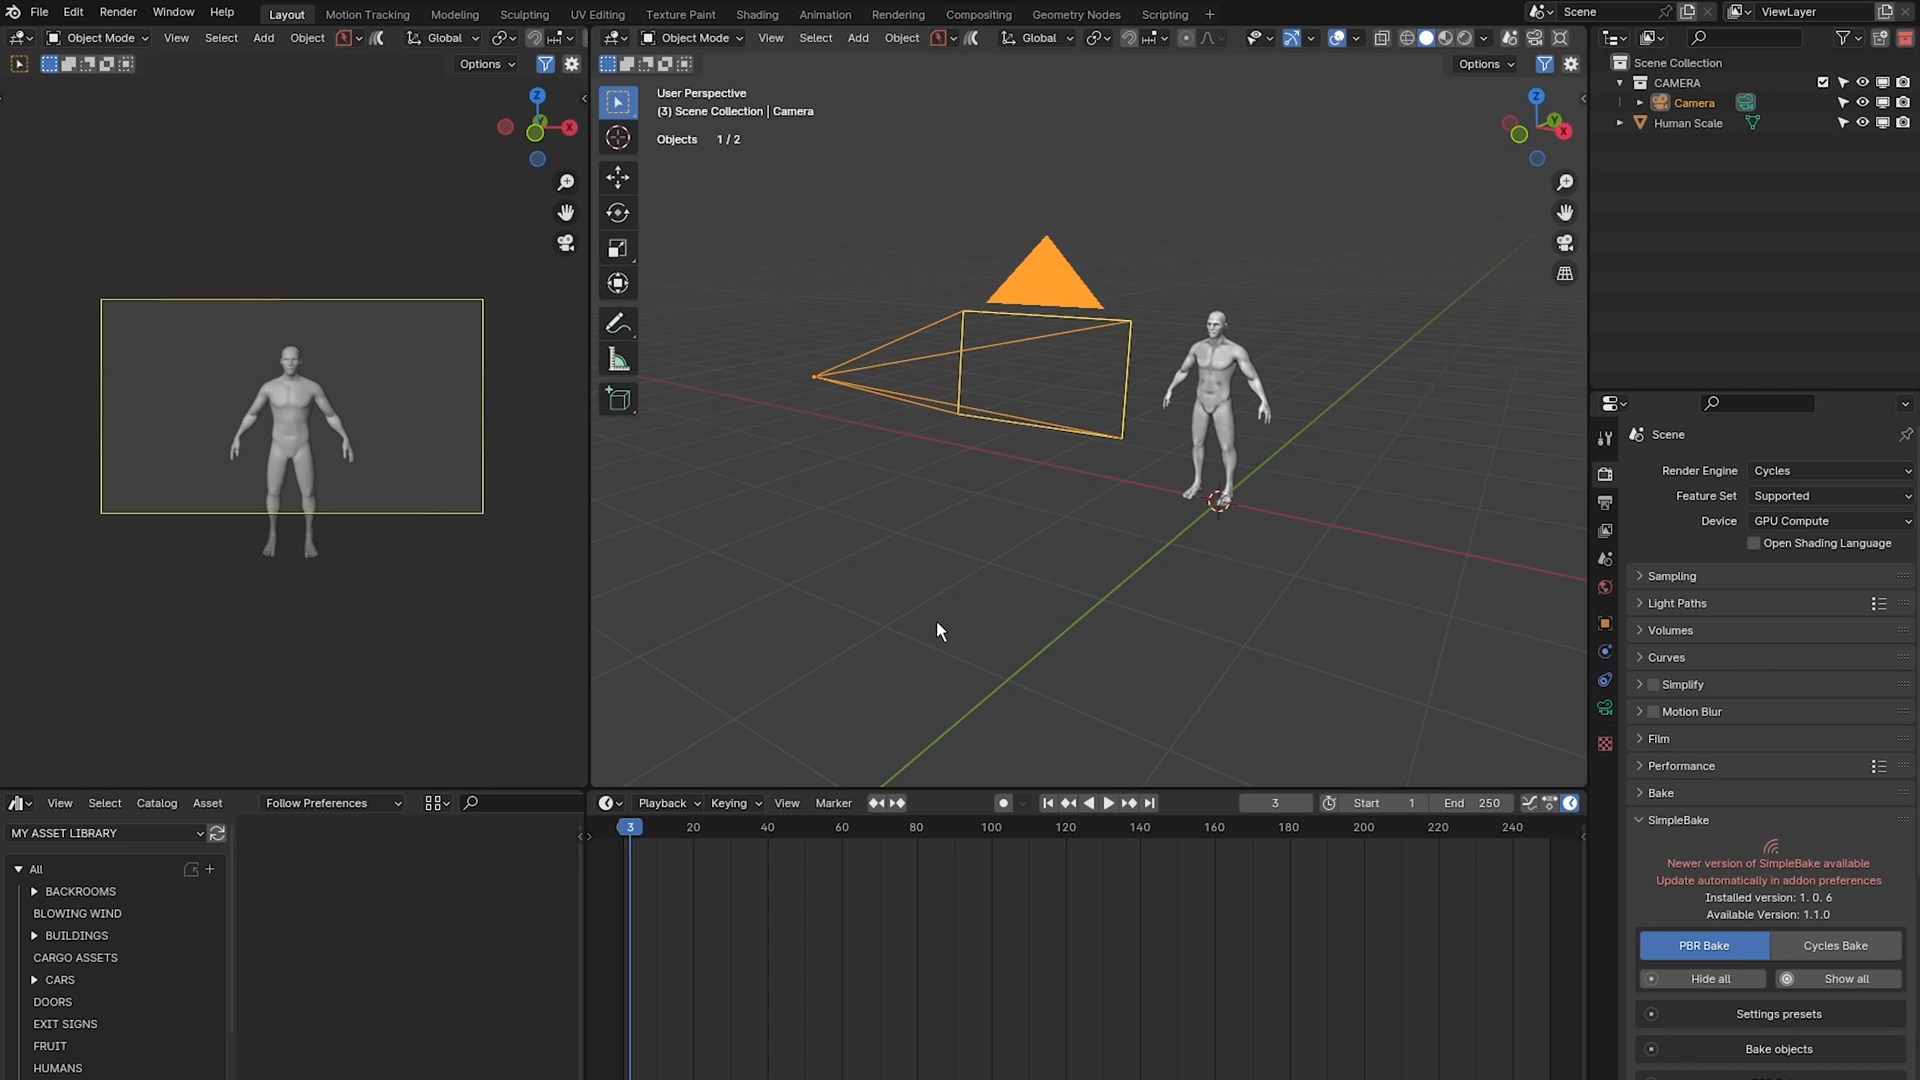 File Edit Render Window Help
Layout Motion Tracking Modeling Sculpting UV Editing Texture Paint Shading Animation Rendering Compositing Geometry Nodes Scripting +
Scene
ViewLayer
Object Mode View Select Add Object Global
Options
Object Mode View Select Add Object Global
Options
User Perspective
(3) Scene Collection | Camera
Objects 1 / 2
Z
X
Z
Y
X
Scene Collection
CAMERA
Camera
Human Scale
Scene
Render Engine Cycles
Feature Set Supported
Device GPU Compute
Open Shading Language
Sampling
Light Paths
Volumes
Curves
Simplify
Motion Blur
Film
Performance
Bake
SimpleBake
Newer version of SimpleBake available
Update automatically in addon preferences
Installed version: 1. 0. 6
Available Version: 1.1.0
PBR Bake Cycles Bake
Hide all Show all
Settings presets
Bake objects
View Select Catalog Asset Follow Preferences
MY ASSET LIBRARY
All
BACKROOMS
BLOWING WIND
BUILDINGS
CARGO ASSETS
CARS
DOORS
EXIT SIGNS
FRUIT
HUMANS
Playback Keying View Marker 3 Start 1 End 250
3 20 40 60 80 100 120 140 160 180 200 220 240